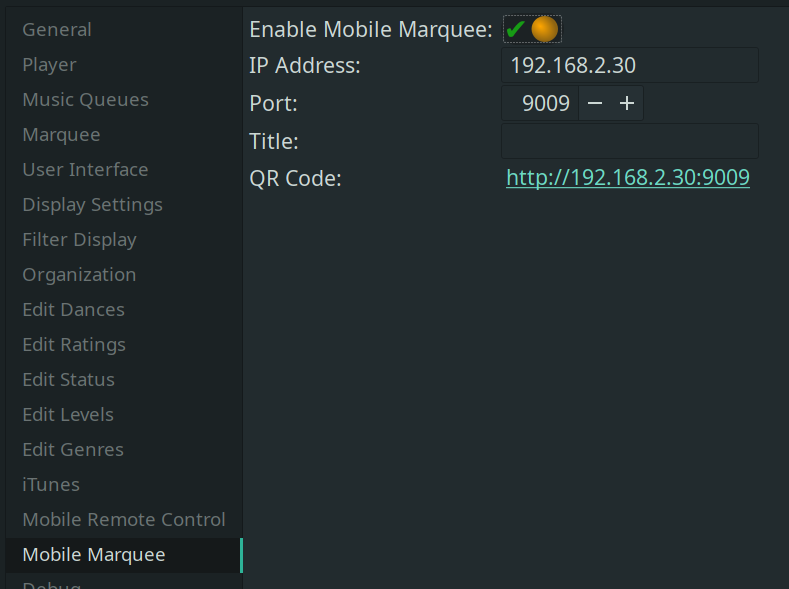 General
Player
Music Queues
Marquee
User Interface
Display Settings
Filter Display
Organization
Edit Dances
Edit Ratings
Edit Status
Edit Levels
Edit Genres
iTunes
Mobile Remote Control
Mobile Marquee
Debug
Enable Mobile Marquee: ✔
IP Address: 192.168.2.30
Port: 9009 − +
Title:
QR Code: http://192.168.2.30:9009